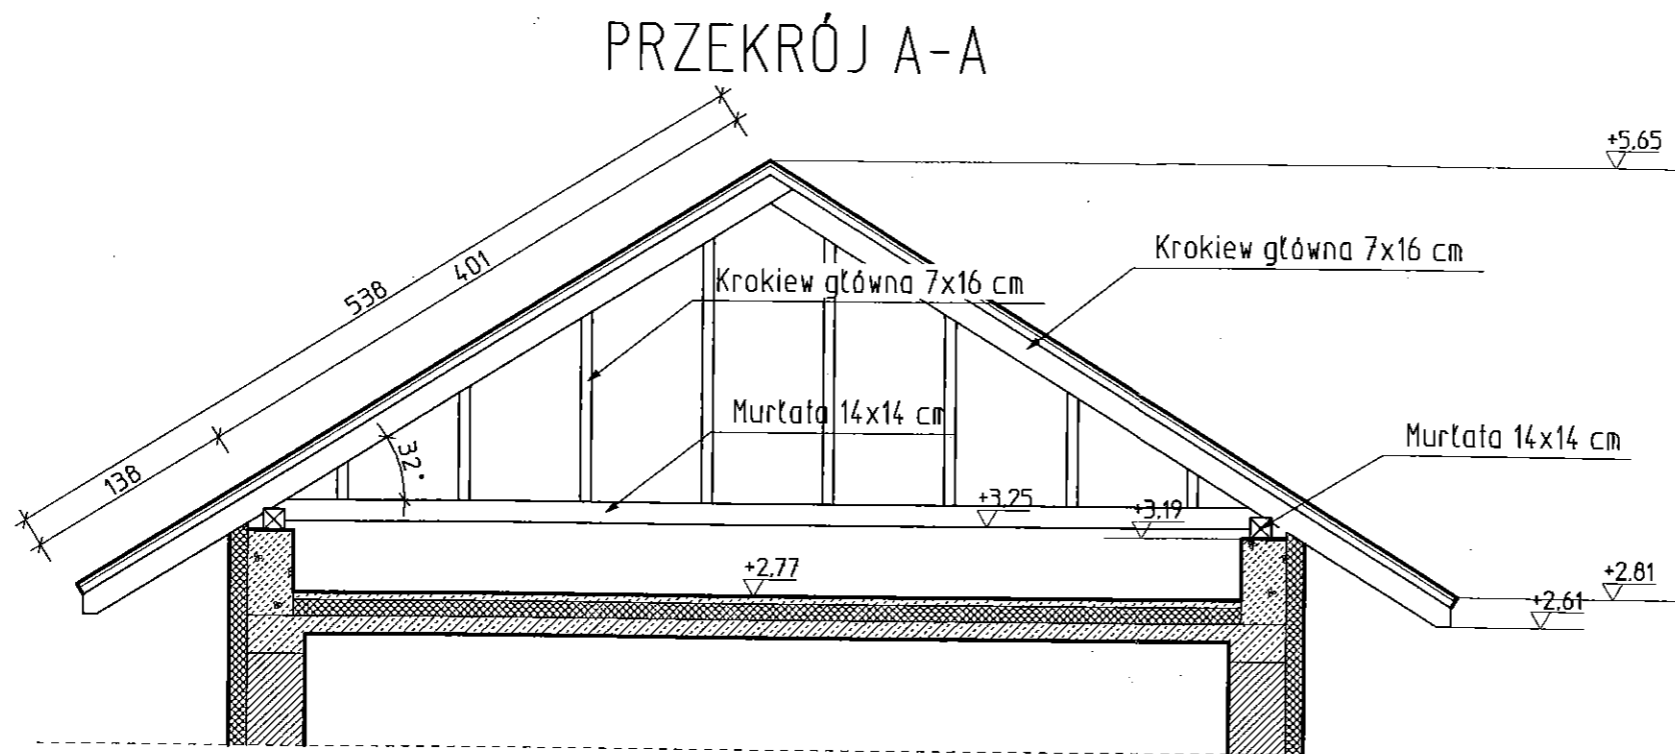 PRZEKRÓJ A-A
+5,65
Krokiew główna 7x16 cm
Krokiew główna 7x16 cm
538
401
138
32°
Murłata 14x14 cm
Murłata 14x14 cm
+3,25
+3,19
+2,77
+2,81
+2,61